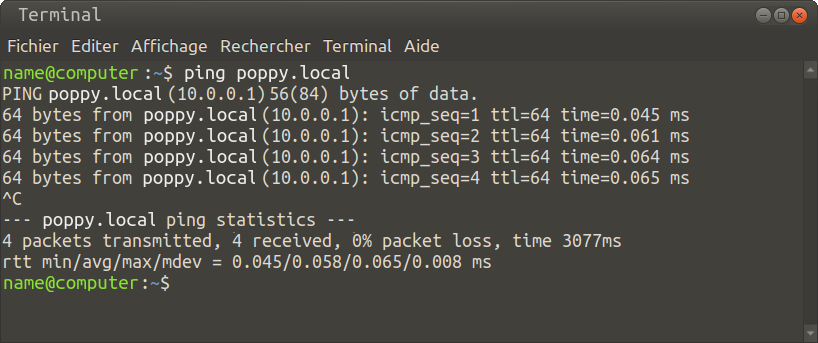 Terminal
Fichier Editer Affichage Rechercher Terminal Aide
name@computer :~$ ping poppy.local
PING poppy.local (10.0.0.1) 56(84) bytes of data.
64 bytes from poppy.local (10.0.0.1): icmp_seq=1 ttl=64 time=0.045 ms
64 bytes from poppy.local (10.0.0.1): icmp_seq=2 ttl=64 time=0.061 ms
64 bytes from poppy.local (10.0.0.1): icmp_seq=3 ttl=64 time=0.064 ms
64 bytes from poppy.local (10.0.0.1): icmp_seq=4 ttl=64 time=0.065 ms
^C
--- poppy.local ping statistics ---
4 packets transmitted, 4 received, 0% packet loss, time 3077ms
rtt min/avg/max/mdev = 0.045/0.058/0.065/0.008 ms
name@computer:~$